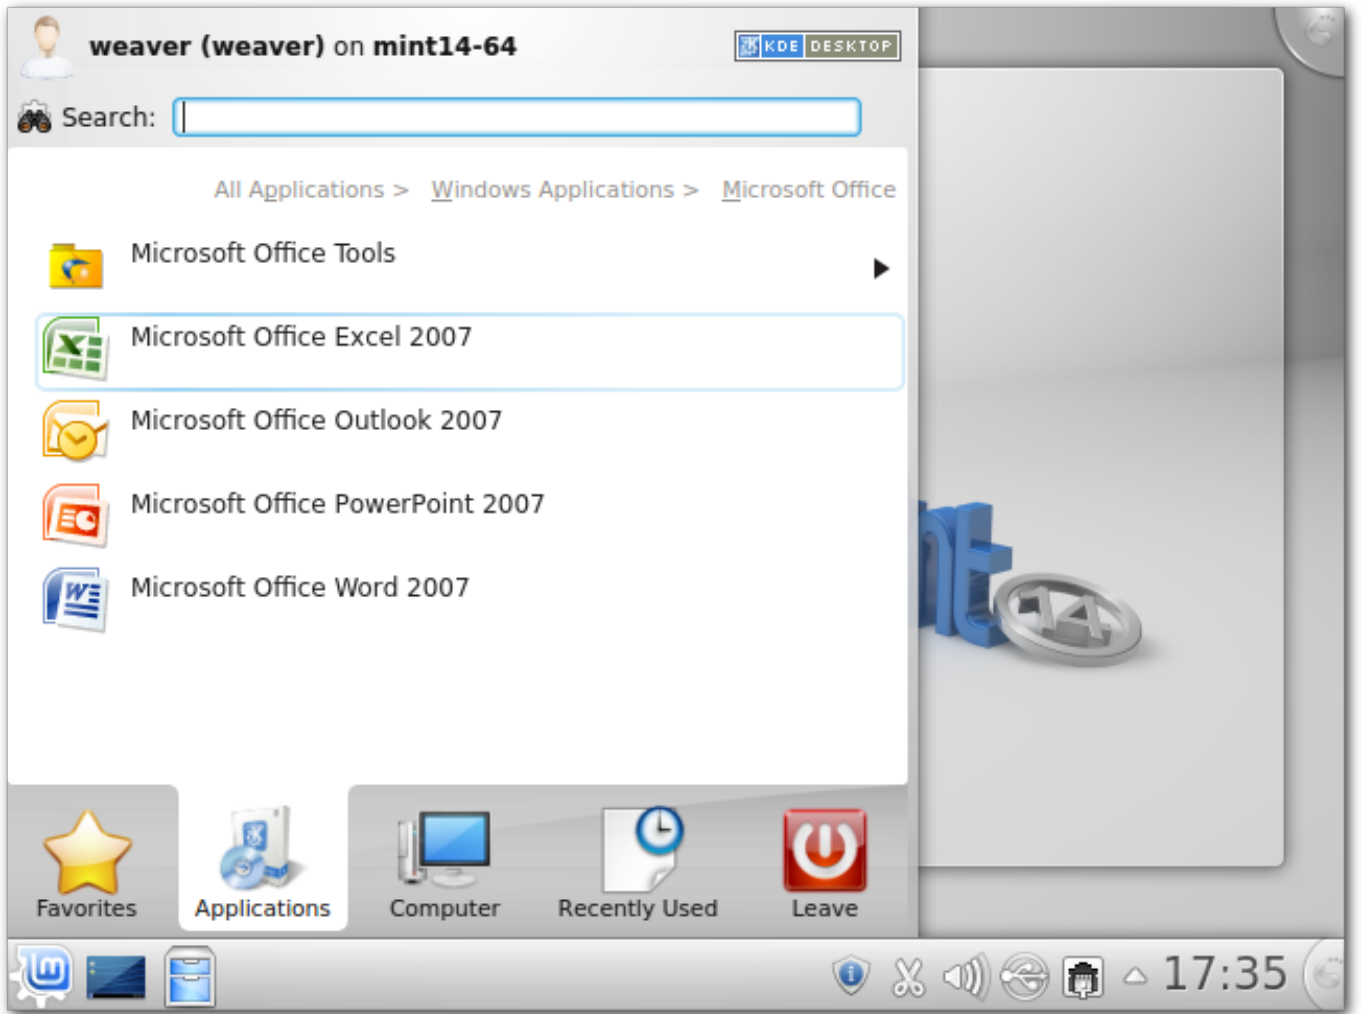 weaver (weaver) on mint14-64
KDE DESKTOP
Search:
All Applications > Windows Applications > Microsoft Office
Microsoft Office Tools
Microsoft Office Excel 2007
Microsoft Office Outlook 2007
Microsoft Office PowerPoint 2007
Microsoft Office Word 2007
nt
14
Favorites
Applications
Computer
Recently Used
Leave
17:35